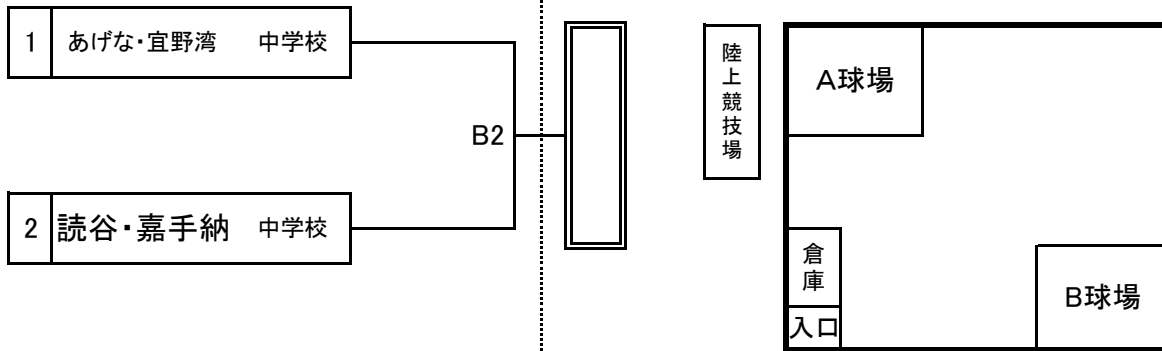 1 あげな・宜野湾 中学校
B2
2 読谷・嘉手納 中学校
陸上競技場
A球場
倉庫
入口
B球場